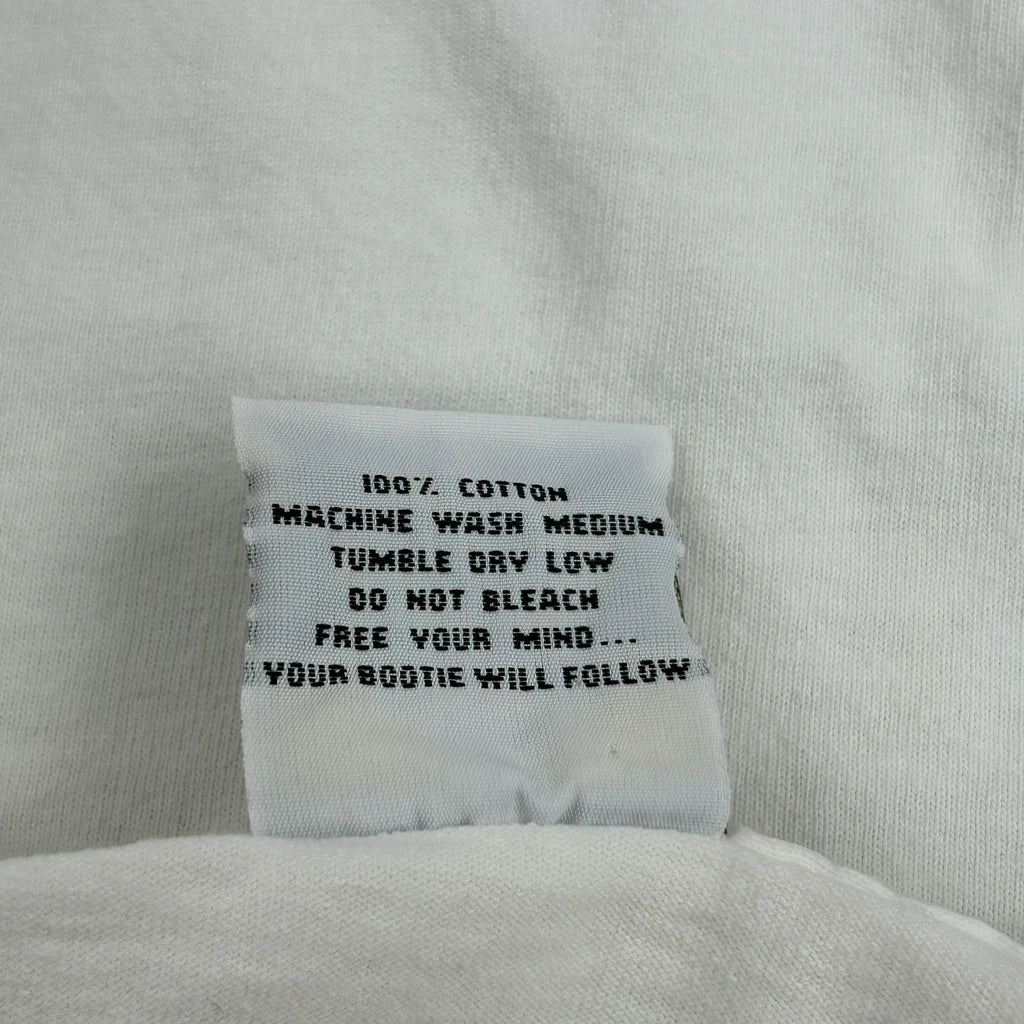 100% COTTON
MACHINE WASH MEDIUM
TUMBLE DRY LOW
DO NOT BLEACH
FREE YOUR MIND...
YOUR BOOTIE WILL FOLLOW